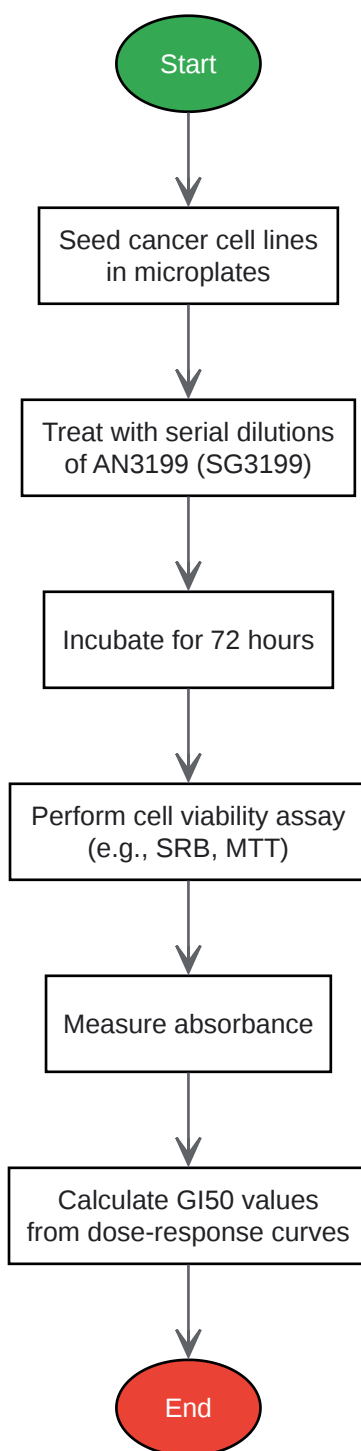 Start
Seed cancer cell lines
in microplates
Treat with serial dilutions
of AN3199 (SG3199)
Incubate for 72 hours
Perform cell viability assay
(e.g., SRB, MTT)
Measure absorbance
Calculate GI50 values
from dose-response curves
End